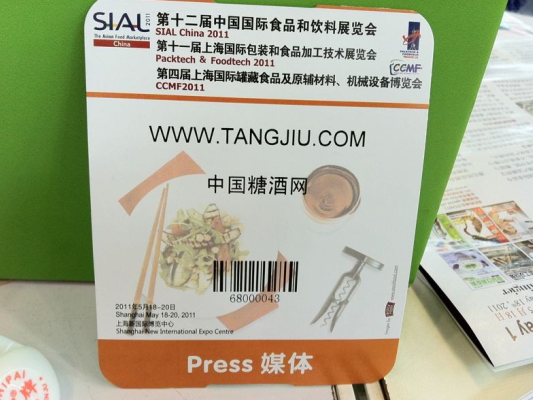 SIAL 2011
The Asian Food Marketplace
China
第十二届中国国际食品和饮料展览会
SIAL China 2011
第十一届上海国际包装和食品加工技术展览会
Packtech & Foodtech 2011
第四届上海国际罐藏食品及原辅材料、机械设备博览会
CCMF2011
CCMF
WWW.TANGJIU.COM
中国糖酒网
68000043
2011年5月18-20日
Shanghai May 18-20, 2011
上海新国际博览中心
Shanghai New International Expo Centre
Press 媒体